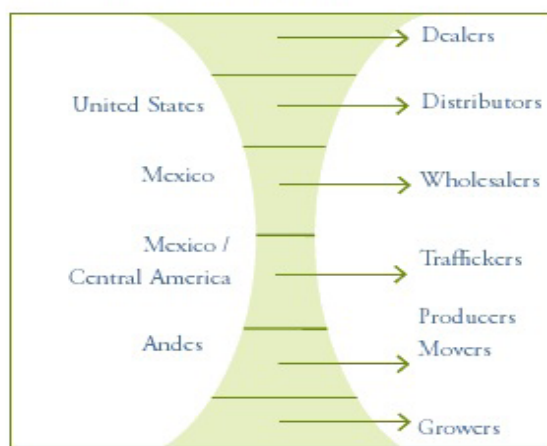 Dealers
United States
Distributors
Mexico
Wholesalers
Mexico /
Central America
Traffickers
Andes
Producers
Movers
Growers